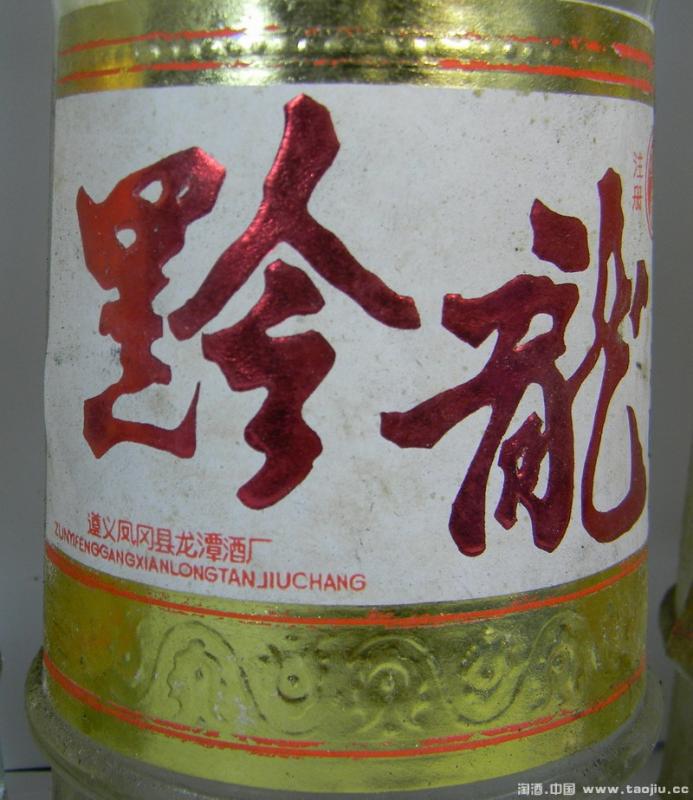 黔龍
注册
遵义凤冈县龙潭酒厂
ZUNYIFENGGANGXIANLONGTANJIUCHANG
淘酒.中国 www.taojiu.cc